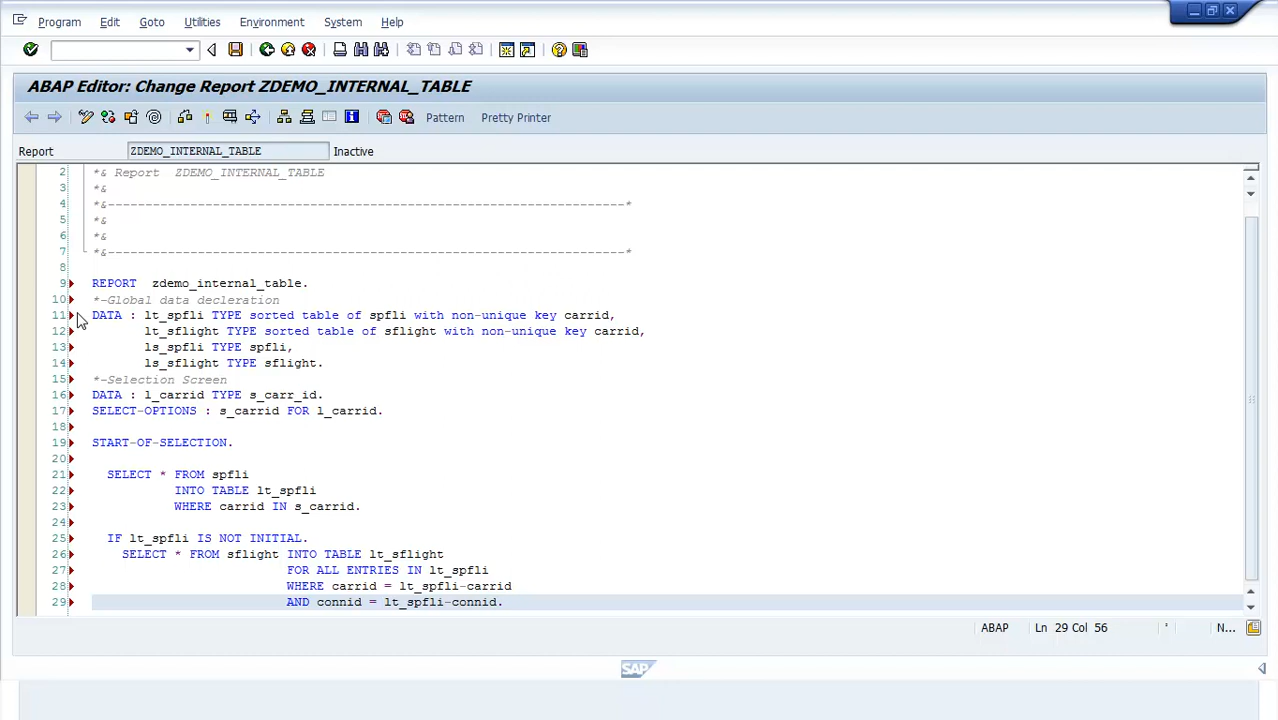 Program Edit Goto Utilities Environment System Help
ABAP Editor: Change Report ZDEMO_INTERNAL_TABLE
Pattern Pretty Printer
Report ZDEMO_INTERNAL_TABLE Inactive
2 *& Report ZDEMO_INTERNAL_TABLE
3 *&
4 *&---------------------------------------------------------------------*
5 *&
6 *&
7 *&---------------------------------------------------------------------*
8
9 REPORT zdemo_internal_table.
10 *-Global data decleration
11 DATA : lt_spfli TYPE sorted table of spfli with non-unique key carrid,
12 lt_sflight TYPE sorted table of sflight with non-unique key carrid,
13 ls_spfli TYPE spfli,
14 ls_sflight TYPE sflight.
15 *-Selection Screen
16 DATA : l_carrid TYPE s_carr_id.
17 SELECT-OPTIONS : s_carrid FOR l_carrid.
18
19 START-OF-SELECTION.
20
21 SELECT * FROM spfli
22 INTO TABLE lt_spfli
23 WHERE carrid IN s_carrid.
24
25 IF lt_spfli IS NOT INITIAL.
26 SELECT * FROM sflight INTO TABLE lt_sflight
27 FOR ALL ENTRIES IN lt_spfli
28 WHERE carrid = lt_spfli-carrid
29 AND connid = lt_spfli-connid.
ABAP Ln 29 Col 56 N...
SAP